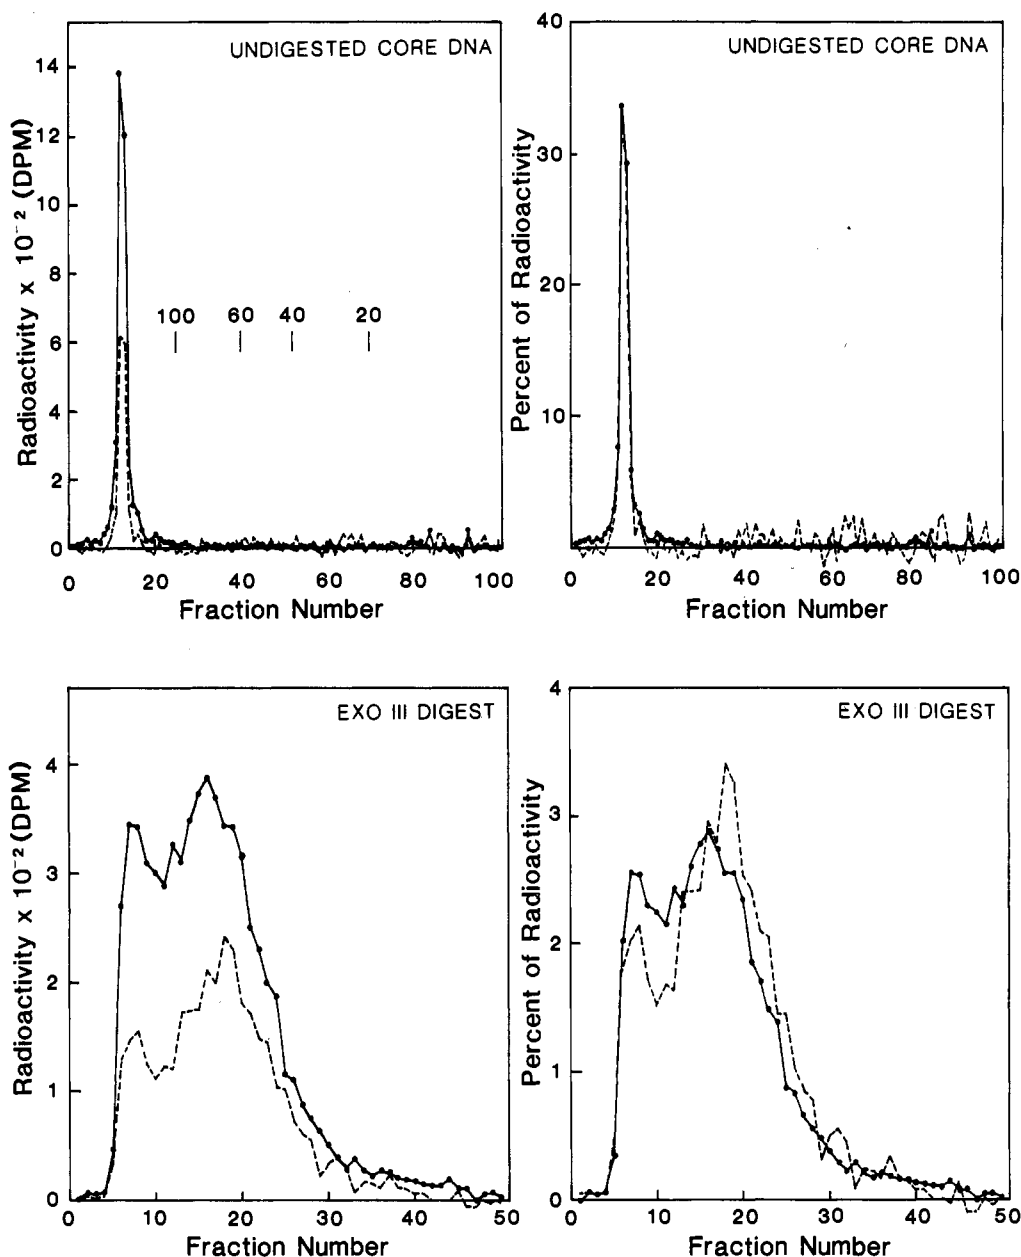 UNDIGESTED CORE DNA
Radioactivity x 10⁻² (DPM)
14
12
10
8
6
4
2
0
100 60 40 20
0 20 40 60 80 100
Fraction Number
UNDIGESTED CORE DNA
Percent of Radioactivity
40
30
20
10
0 20 40 60 80 100
Fraction Number
EXO III DIGEST
Radioactivity x 10⁻² (DPM)
4
3
2
1
0
0 10 20 30 40 50
Fraction Number
EXO III DIGEST
Percent of Radioactivity
4
3
2
1
0
0 10 20 30 40 50
Fraction Number